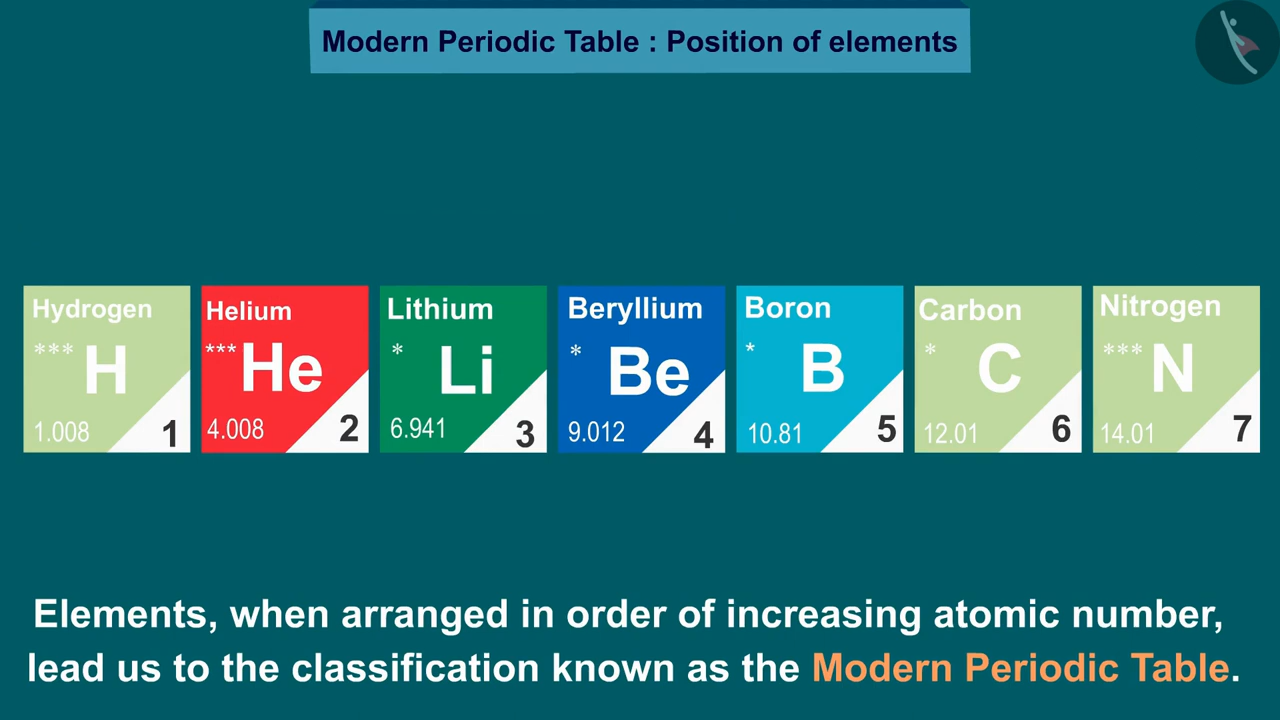 Modern Periodic Table : Position of elements
Hydrogen
*** H
1.008 1
Helium
*** He
4.008 2
Lithium
* Li
6.941 3
Beryllium
* Be
9.012 4
Boron
* B
10.81 5
Carbon
* C
12.01 6
Nitrogen
*** N
14.01 7
Elements, when arranged in order of increasing atomic number,
lead us to the classification known as the Modern Periodic Table.